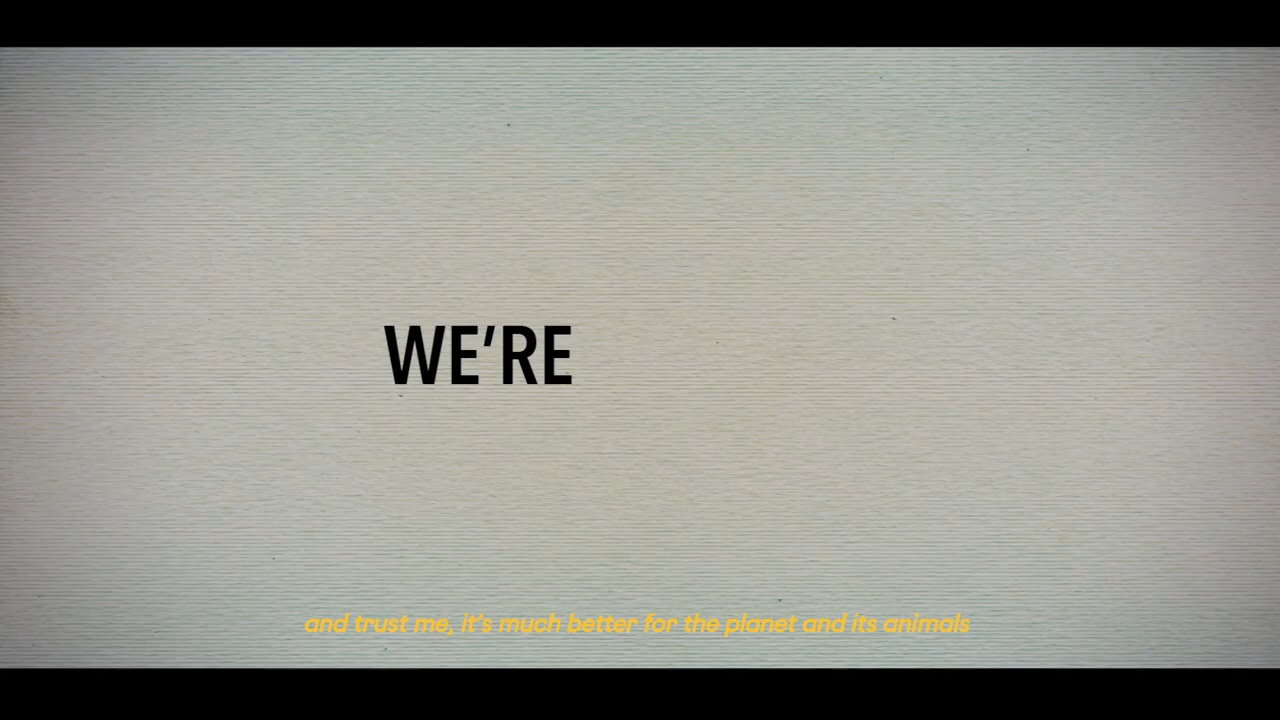 WE’RE
and trust me, it's much better for the planet and its animals